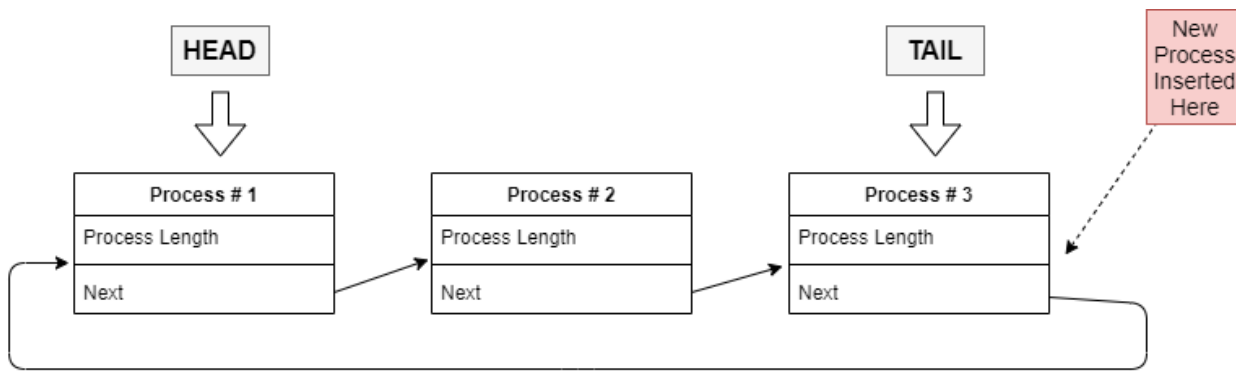 HEAD
TAIL
New
Process
Inserted
Here
Process # 1
Process Length
Next
Process # 2
Process Length
Next
Process # 3
Process Length
Next